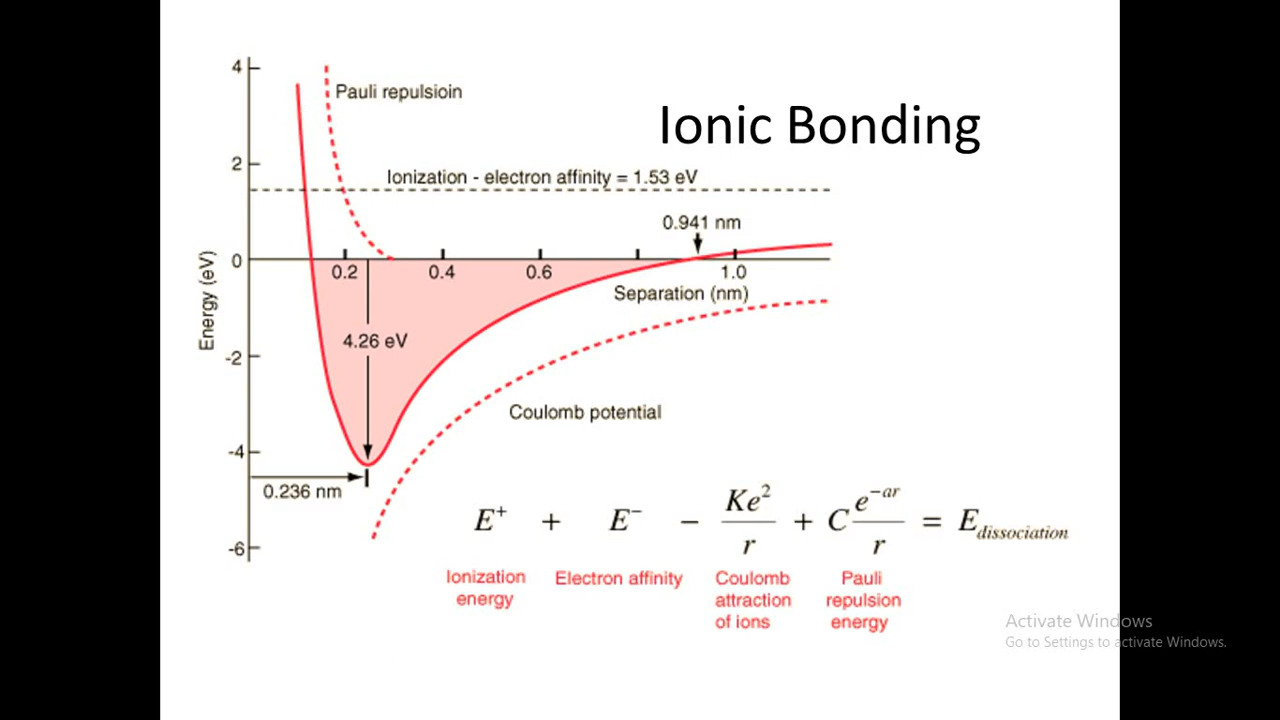 Ionic Bonding
4
Pauli repulsioin
2
Ionization - electron affinity = 1.53 eV
0.941 nm
0
0.2 0.4 0.6 1.0
Separation (nm)
Energy (eV)
4.26 eV
-2
Coulomb potential
-4
0.236 nm
-6
E⁺ + E⁻ − Ke²/r + C e^{-ar}/r = E_{dissociation}
Ionization energy
Electron affinity
Coulomb attraction of ions
Pauli repulsion energy
Activate Windows
Go to Settings to activate Windows.